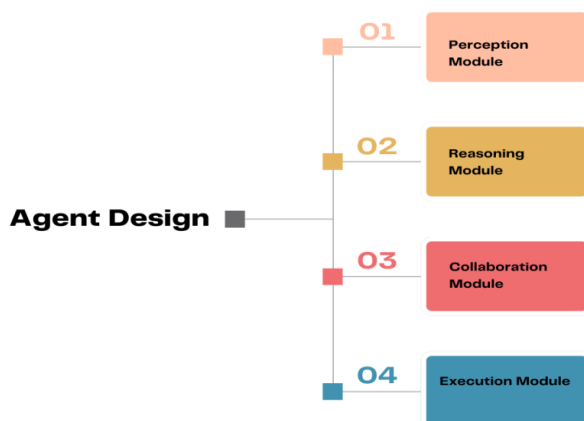 01
Perception
Module
02
Reasoning
Module
Agent Design
03
Collaboration
Module
04
Execution Module